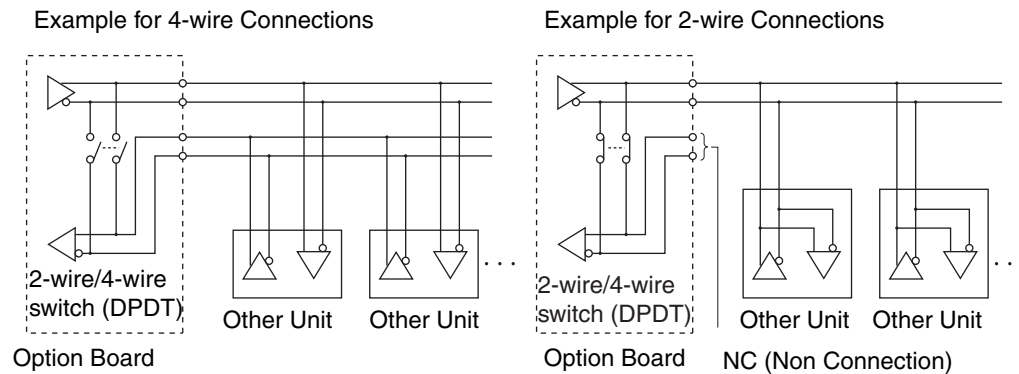 Example for 4-wire Connections
Example for 2-wire Connections
2-wire/4-wire
switch (DPDT)
Other Unit
Other Unit
. . .
Option Board
2-wire/4-wire
switch (DPDT)
Other Unit
Other Unit
. .
Option Board
NC (Non Connection)